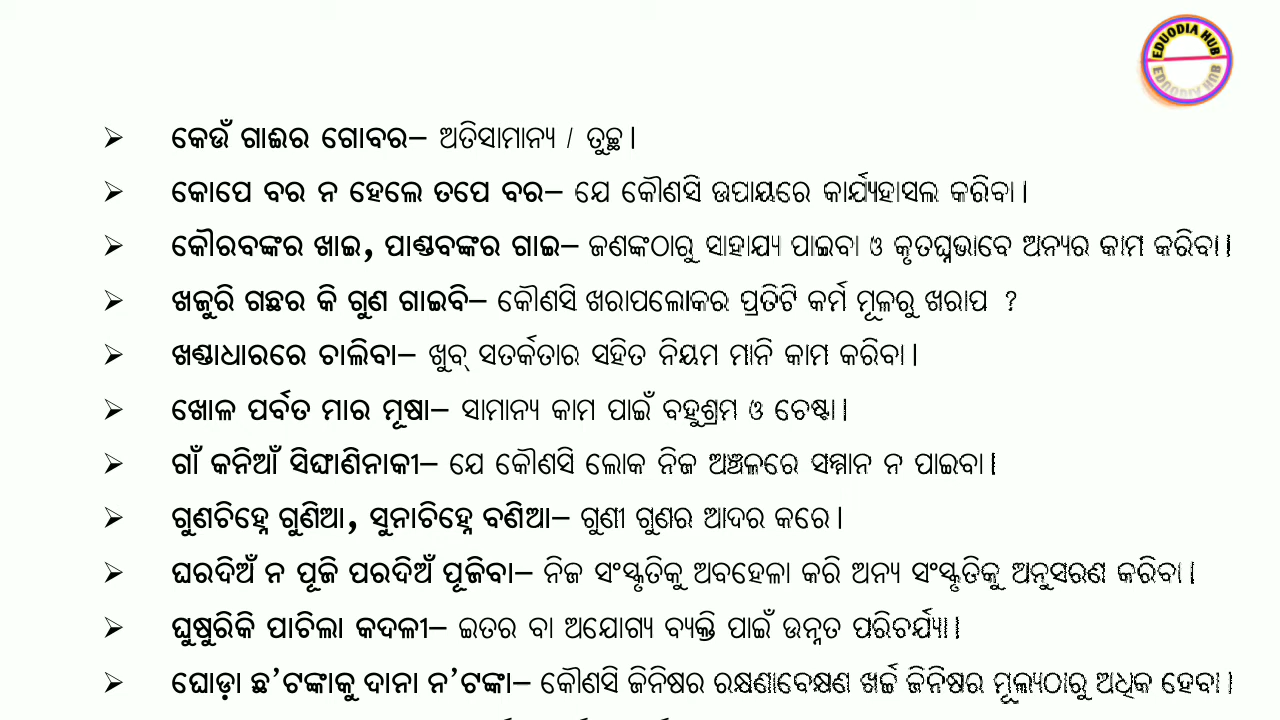 EDUODIA HUB
➢ କେଉଁ ଗାଈର ଗୋବର– ଅତିସାମାନ୍ୟ / ତୁଚ୍ଛ।
➢ କୋପେ ବର ନ ହେଲେ ତପେ ବର– ଯେ କୌଣସି ଉପାୟରେ କାର୍ଯ୍ୟହାସଲ କରିବା।
➢ କୌରବଙ୍କର ଖାଇ, ପାଣ୍ଡବଙ୍କର ଗାଇ– ଜଣଙ୍କଠାରୁ ସାହାଯ୍ୟ ପାଇବା ଓ କୃତଘ୍ନଭାବେ ଅନ୍ୟର କାମ କରିବା।
➢ ଖଜୁରି ଗଛର କି ଗୁଣ ଗାଇବି– କୌଣସି ଖରାପଲୋକର ପ୍ରତିଟି କର୍ମ ମୂଳରୁ ଖରାପ ?
➢ ଖଣ୍ଡାଧାରରେ ଚାଲିବା– ଖୁବ୍ ସତର୍କତାର ସହିତ ନିୟମ ମାନି କାମ କରିବା।
➢ ଖୋଳ ପର୍ବତ ମାର ମୂଷା– ସାମାନ୍ୟ କାମ ପାଇଁ ବହୁଶ୍ରମ ଓ ଚେଷ୍ଟା।
➢ ଗାଁ କନିଆଁ ସିଙ୍ଘାଣିନାକୀ– ଯେ କୌଣସି ଲୋକ ନିଜ ଅଞ୍ଚଳରେ ସମ୍ମାନ ନ ପାଇବା।
➢ ଗୁଣଚିହ୍ନେ ଗୁଣିଆ, ସୁନାଚିହ୍ନେ ବଣିଆ– ଗୁଣୀ ଗୁଣର ଆଦର କରେ।
➢ ଘରଦିଅଁ ନ ପୂଜି ପରଦିଅଁ ପୂଜିବା– ନିଜ ସଂସ୍କୃତିକୁ ଅବହେଳା କରି ଅନ୍ୟ ସଂସ୍କୃତିକୁ ଅନୁସରଣ କରିବା।
➢ ଘୁଷୁରିକି ପାଚିଲା କଦଳୀ– ଇତର ବା ଅଯୋଗ୍ୟ ବ୍ୟକ୍ତି ପାଇଁ ଉନ୍ନତ ପରିଚର୍ଯ୍ୟା।
➢ ଘୋଡ଼ା ଛ’ଟଙ୍କାକୁ ଦାନା ନ’ଟଙ୍କା– କୌଣସି ଜିନିଷର ରକ୍ଷଣାବେକ୍ଷଣ ଖର୍ଚ୍ଚ ଜିନିଷର ମୂଲ୍ୟଠାରୁ ଅଧିକ ହେବା।